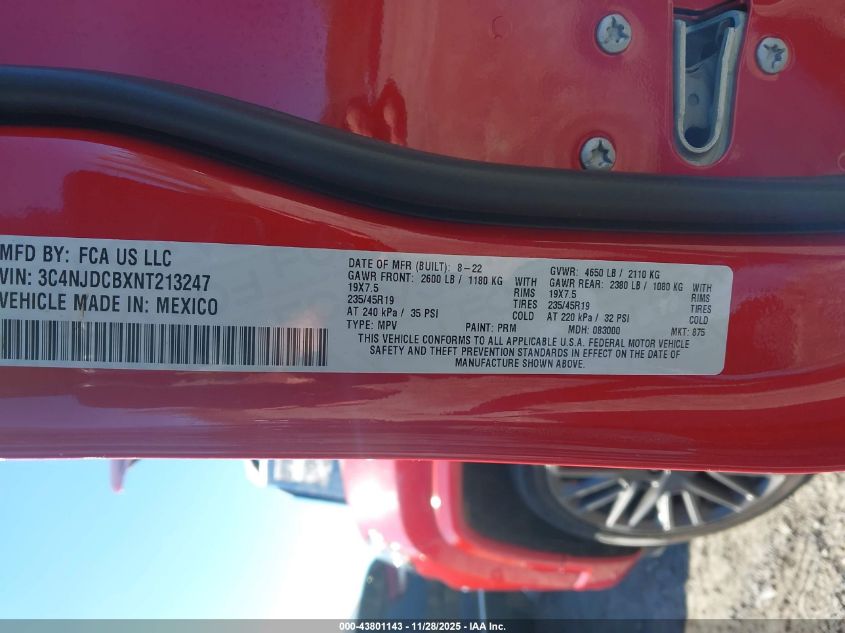 MFD BY: FCA US LLC
VIN: 3C4NJDCBXNT213247
VEHICLE MADE IN: MEXICO
DATE OF MFR (BUILT): 8-22
GVWR: 4650 LB / 2110 KG
GAWR FRONT: 2600 LB / 1180 KG WITH
GAWR REAR: 2380 LB / 1080 KG WITH
19X7.5 RIMS
19X7.5 RIMS
235/45R19 TIRES
235/45R19 TIRES
AT 240 kPa / 35 PSI COLD
AT 220 kPa / 32 PSI COLD
TYPE: MPV PAINT: PRM MDH: 083000 MKT: 875
THIS VEHICLE CONFORMS TO ALL APPLICABLE U.S.A. FEDERAL MOTOR VEHICLE
SAFETY AND THEFT PREVENTION STANDARDS IN EFFECT ON THE DATE OF
MANUFACTURE SHOWN ABOVE.
000-43801143 - 11/28/2025 - IAA Inc.